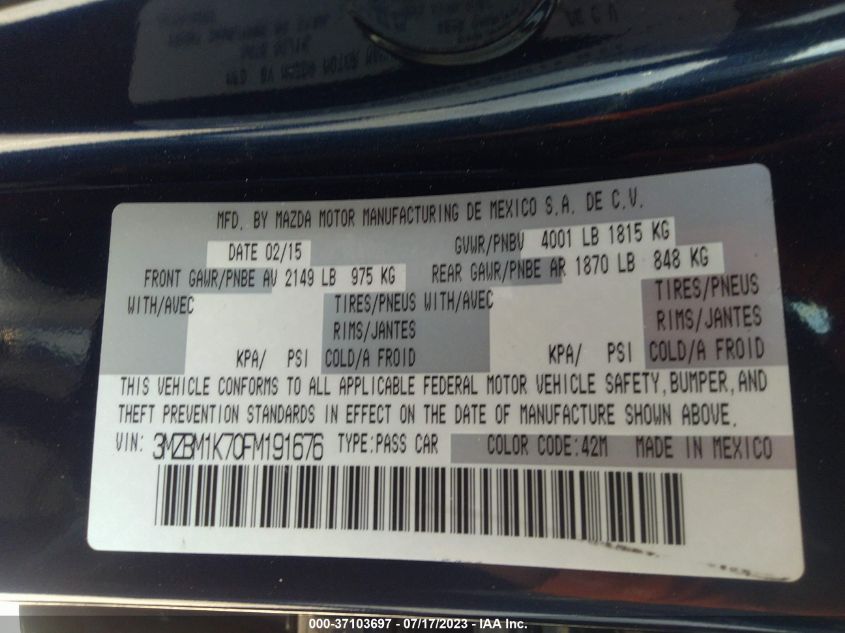 MFD. BY MAZDA MOTOR MANUFACTURING DE MEXICO S.A. DE C.V.
DATE 02/15 GVWR/PNBV 4001 LB 1815 KG
FRONT GAWR/PNBE AV 2149 LB 975 KG REAR GAWR/PNBE AR 1870 LB 848 KG
WITH/AVEC TIRES/PNEUS WITH/AVEC TIRES/PNEUS
RIMS/JANTES RIMS/JANTES
KPA/ PSI COLD/A FROID KPA/ PSI COLD/A FROID
THIS VEHICLE CONFORMS TO ALL APPLICABLE FEDERAL MOTOR VEHICLE SAFETY, BUMPER, AND
THEFT PREVENTION STANDARDS IN EFFECT ON THE DATE OF MANUFACTURE SHOWN ABOVE.
VIN: 3MZBM1K70FM191676 TYPE:PASS CAR COLOR CODE:42M MADE IN MEXICO
000-37103697 - 07/17/2023 - IAA Inc.